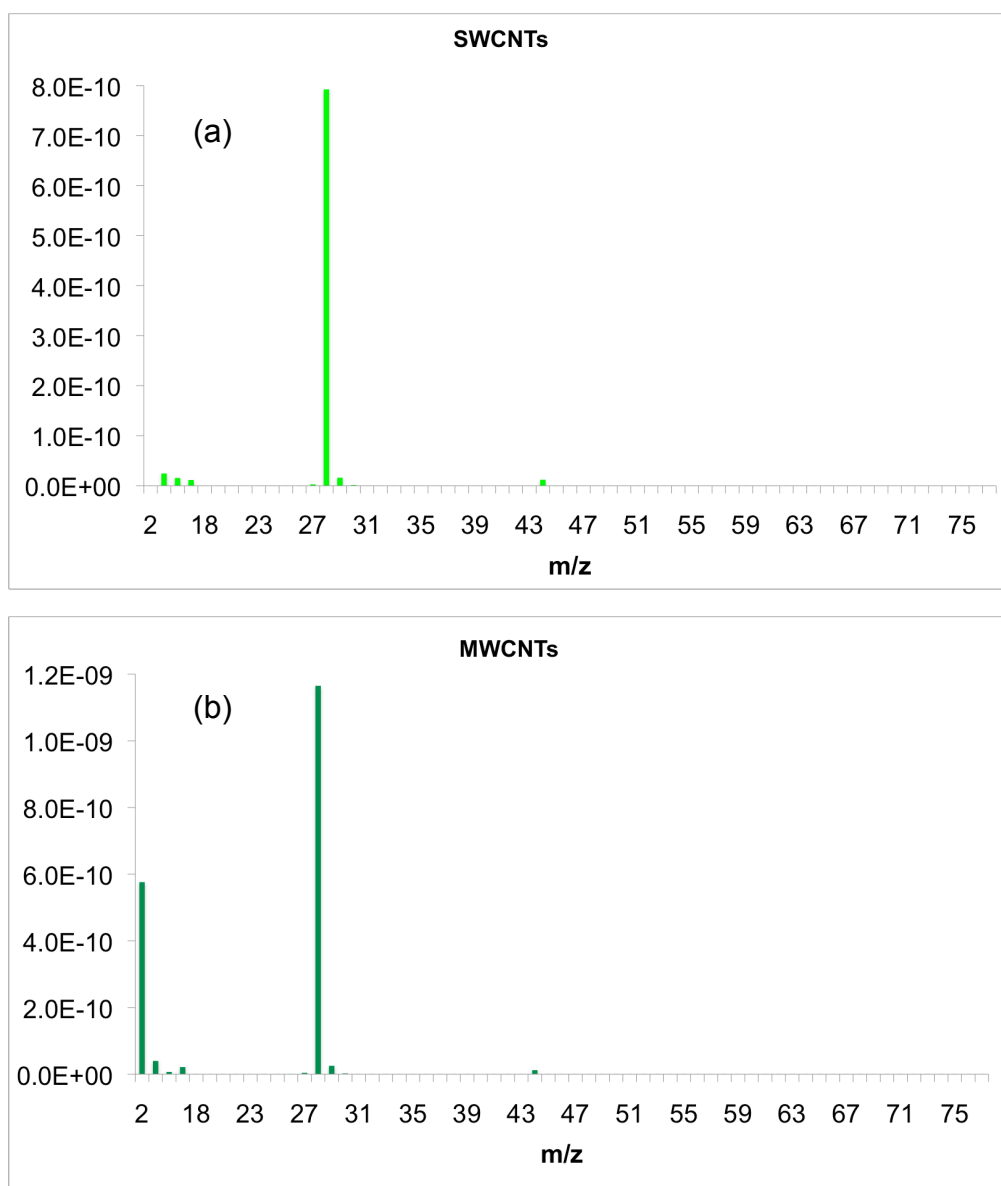 SWCNTs
(a)
8.0E-10
7.0E-10
6.0E-10
5.0E-10
4.0E-10
3.0E-10
2.0E-10
1.0E-10
0.0E+00
2 18 23 27 31 35 39 43 47 51 55 59 63 67 71 75
m/z
MWCNTs
(b)
1.2E-09
1.0E-09
8.0E-10
6.0E-10
4.0E-10
2.0E-10
0.0E+00
2 18 23 27 31 35 39 43 47 51 55 59 63 67 71 75
m/z